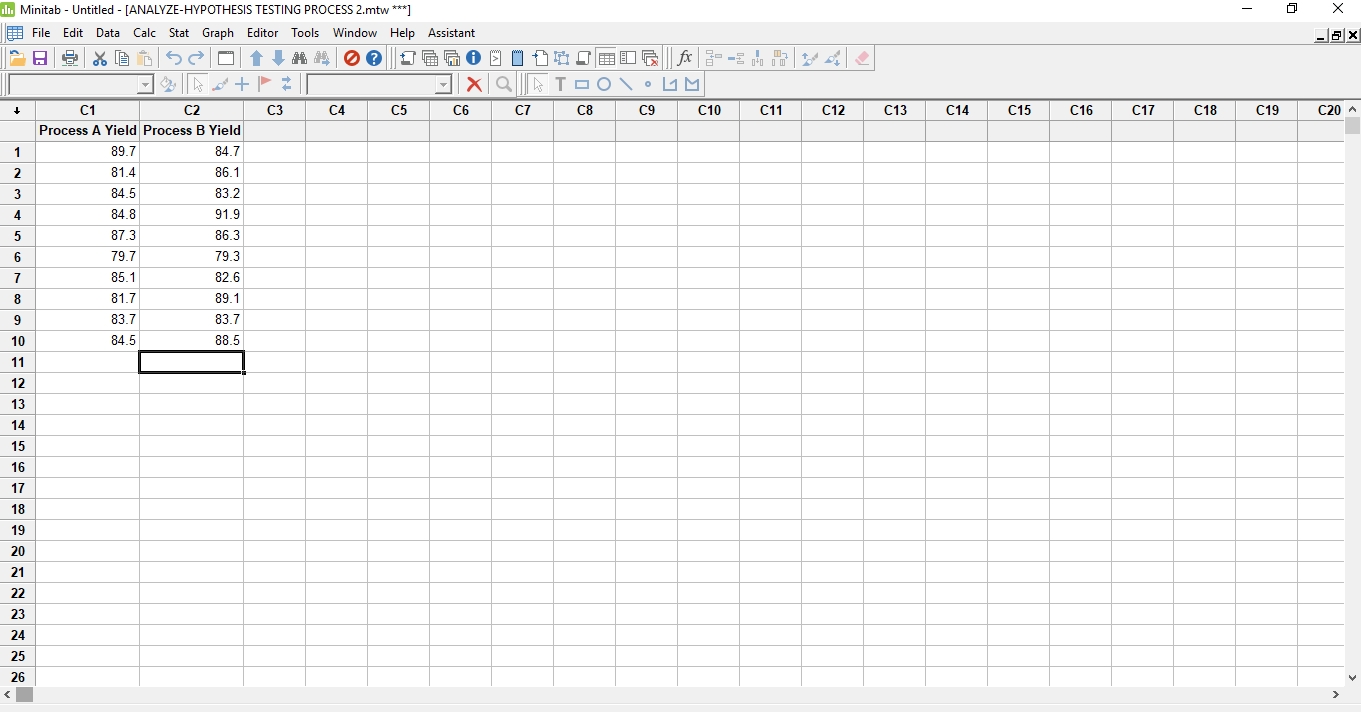 Minitab - Untitled - [ANALYZE-HYPOTHESIS TESTING PROCESS 2.mtw ***]
File Edit Data Calc Stat Graph Editor Tools Window Help Assistant
C1 C2 C3 C4 C5 C6 C7 C8 C9 C10 C11 C12 C13 C14 C15 C16 C17 C18 C19 C20
Process A Yield Process B Yield
1 89.7 84.7
2 81.4 86.1
3 84.5 83.2
4 84.8 91.9
5 87.3 86.3
6 79.7 79.3
7 85.1 82.6
8 81.7 89.1
9 83.7 83.7
10 84.5 88.5
11
12
13
14
15
16
17
18
19
20
21
22
23
24
25
26